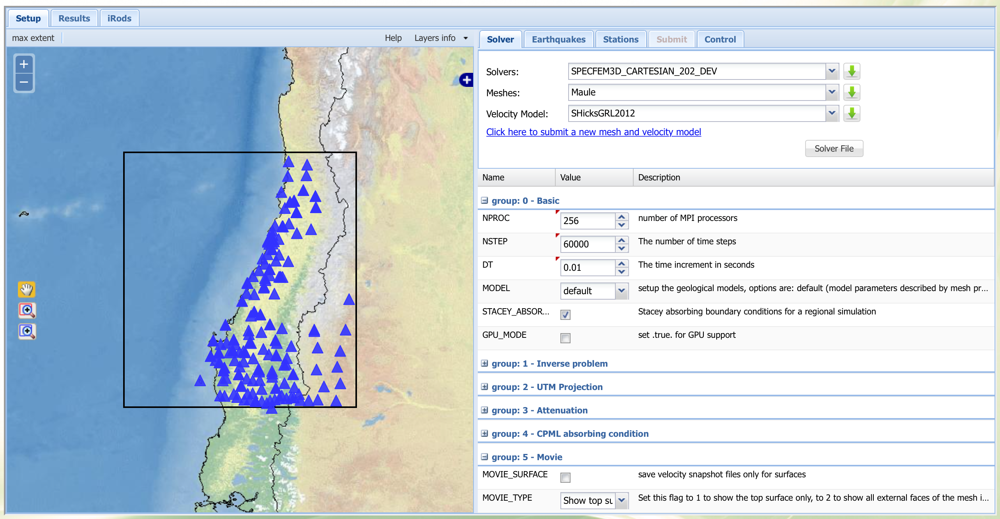 Setup Results iRods
max extent Help Layers info
Solver Earthquakes Stations Submit Control
Solvers: SPECFEM3D_CARTESIAN_202_DEV
Meshes: Maule
Velocity Model: SHicksGRL2012
Click here to submit a new mesh and velocity model
Solver File
Name Value Description
group: 0 - Basic
NPROC 256 number of MPI processors
NSTEP 60000 The number of time steps
DT 0.01 The time increment in seconds
MODEL default setup the geological models, options are: default (model parameters described by mesh pr...
STACEY_ABSOR... Stacey absorbing boundary conditions for a regional simulation
GPU_MODE set .true. for GPU support
group: 1 - Inverse problem
group: 2 - UTM Projection
group: 3 - Attenuation
group: 4 - CPML absorbing condition
group: 5 - Movie
MOVIE_SURFACE save velocity snapshot files only for surfaces
MOVIE_TYPE Show top su Set this flag to 1 to show the top surface only, to 2 to show all external faces of the mesh i...